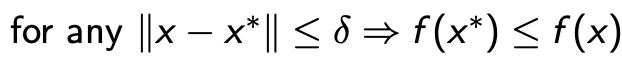 for any ‖x − x*‖ ≤ δ ⇒ f(x*) ≤ f(x)